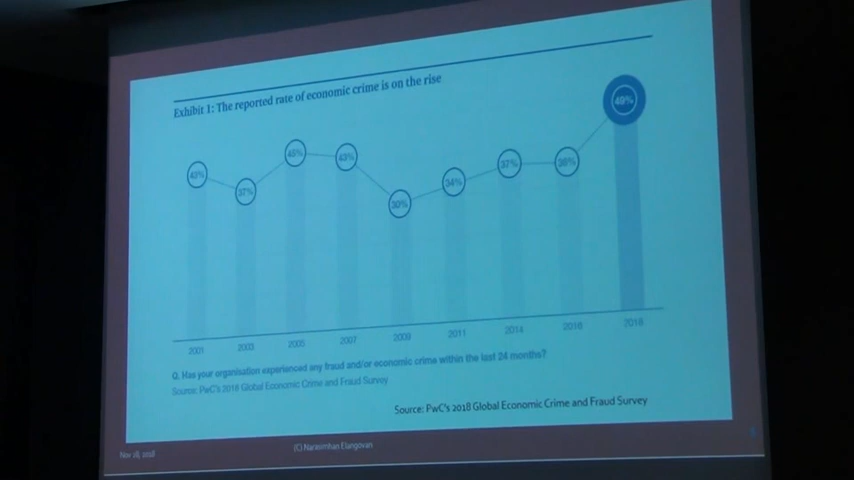 Exhibit 1: The reported rate of economic crime is on the rise
49%
45%
43%
37%
37%
36%
34%
30%
2001 2003 2005 2007 2009 2011 2014 2016 2018
Q. Has your organisation experienced any fraud and/or economic crime within the last 24 months?
Source: PwC's 2018 Global Economic Crime and Fraud Survey
Source: PwC's 2018 Global Economic Crime and Fraud Survey
Nov 28, 2018
(C) Narasimhan Elangovan